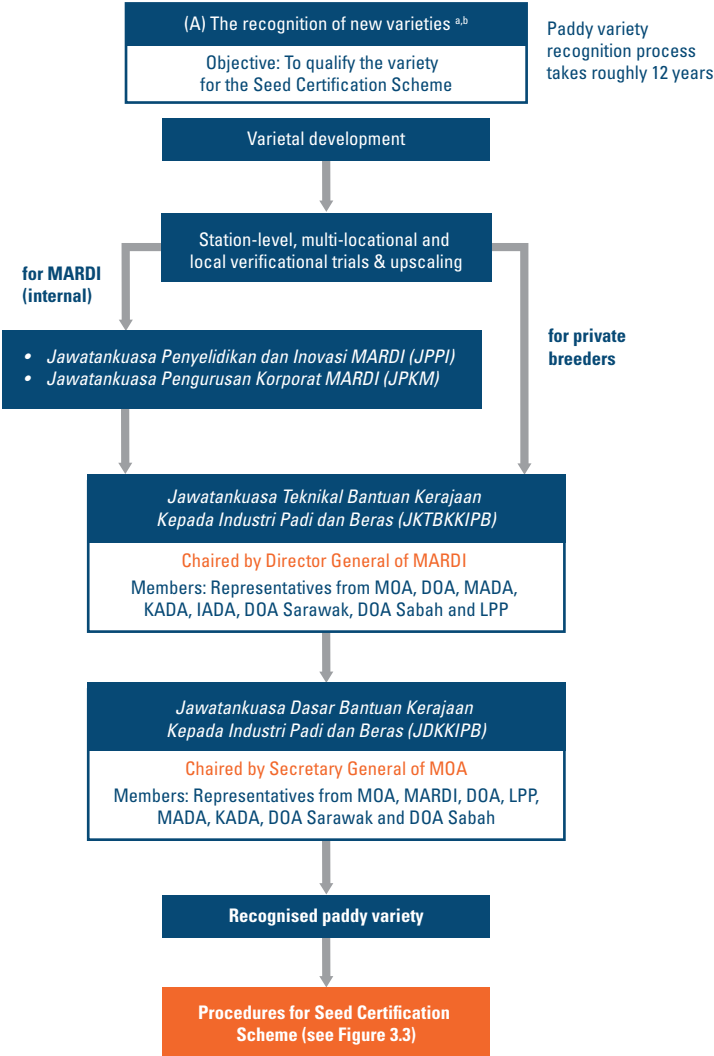 (A) The recognition of new varieties a,b
Objective: To qualify the variety
for the Seed Certification Scheme
Paddy variety
recognition process
takes roughly 12 years
Varietal development
Station-level, multi-locational and
local verificational trials & upscaling
for MARDI
(internal)
for private
breeders
• Jawatankuasa Penyelidikan dan Inovasi MARDI (JPPI)
• Jawatankuasa Pengurusan Korporat MARDI (JPKM)
Jawatankuasa Teknikal Bantuan Kerajaan
Kepada Industri Padi dan Beras (JKTBKKIPB)
Chaired by Director General of MARDI
Members: Representatives from MOA, DOA, MADA,
KADA, IADA, DOA Sarawak, DOA Sabah and LPP
Jawatankuasa Dasar Bantuan Kerajaan
Kepada Industri Padi dan Beras (JDKKIPB)
Chaired by Secretary General of MOA
Members: Representatives from MOA, MARDI, DOA, LPP,
MADA, KADA, DOA Sarawak and DOA Sabah
Recognised paddy variety
Procedures for Seed Certification
Scheme (see Figure 3.3)